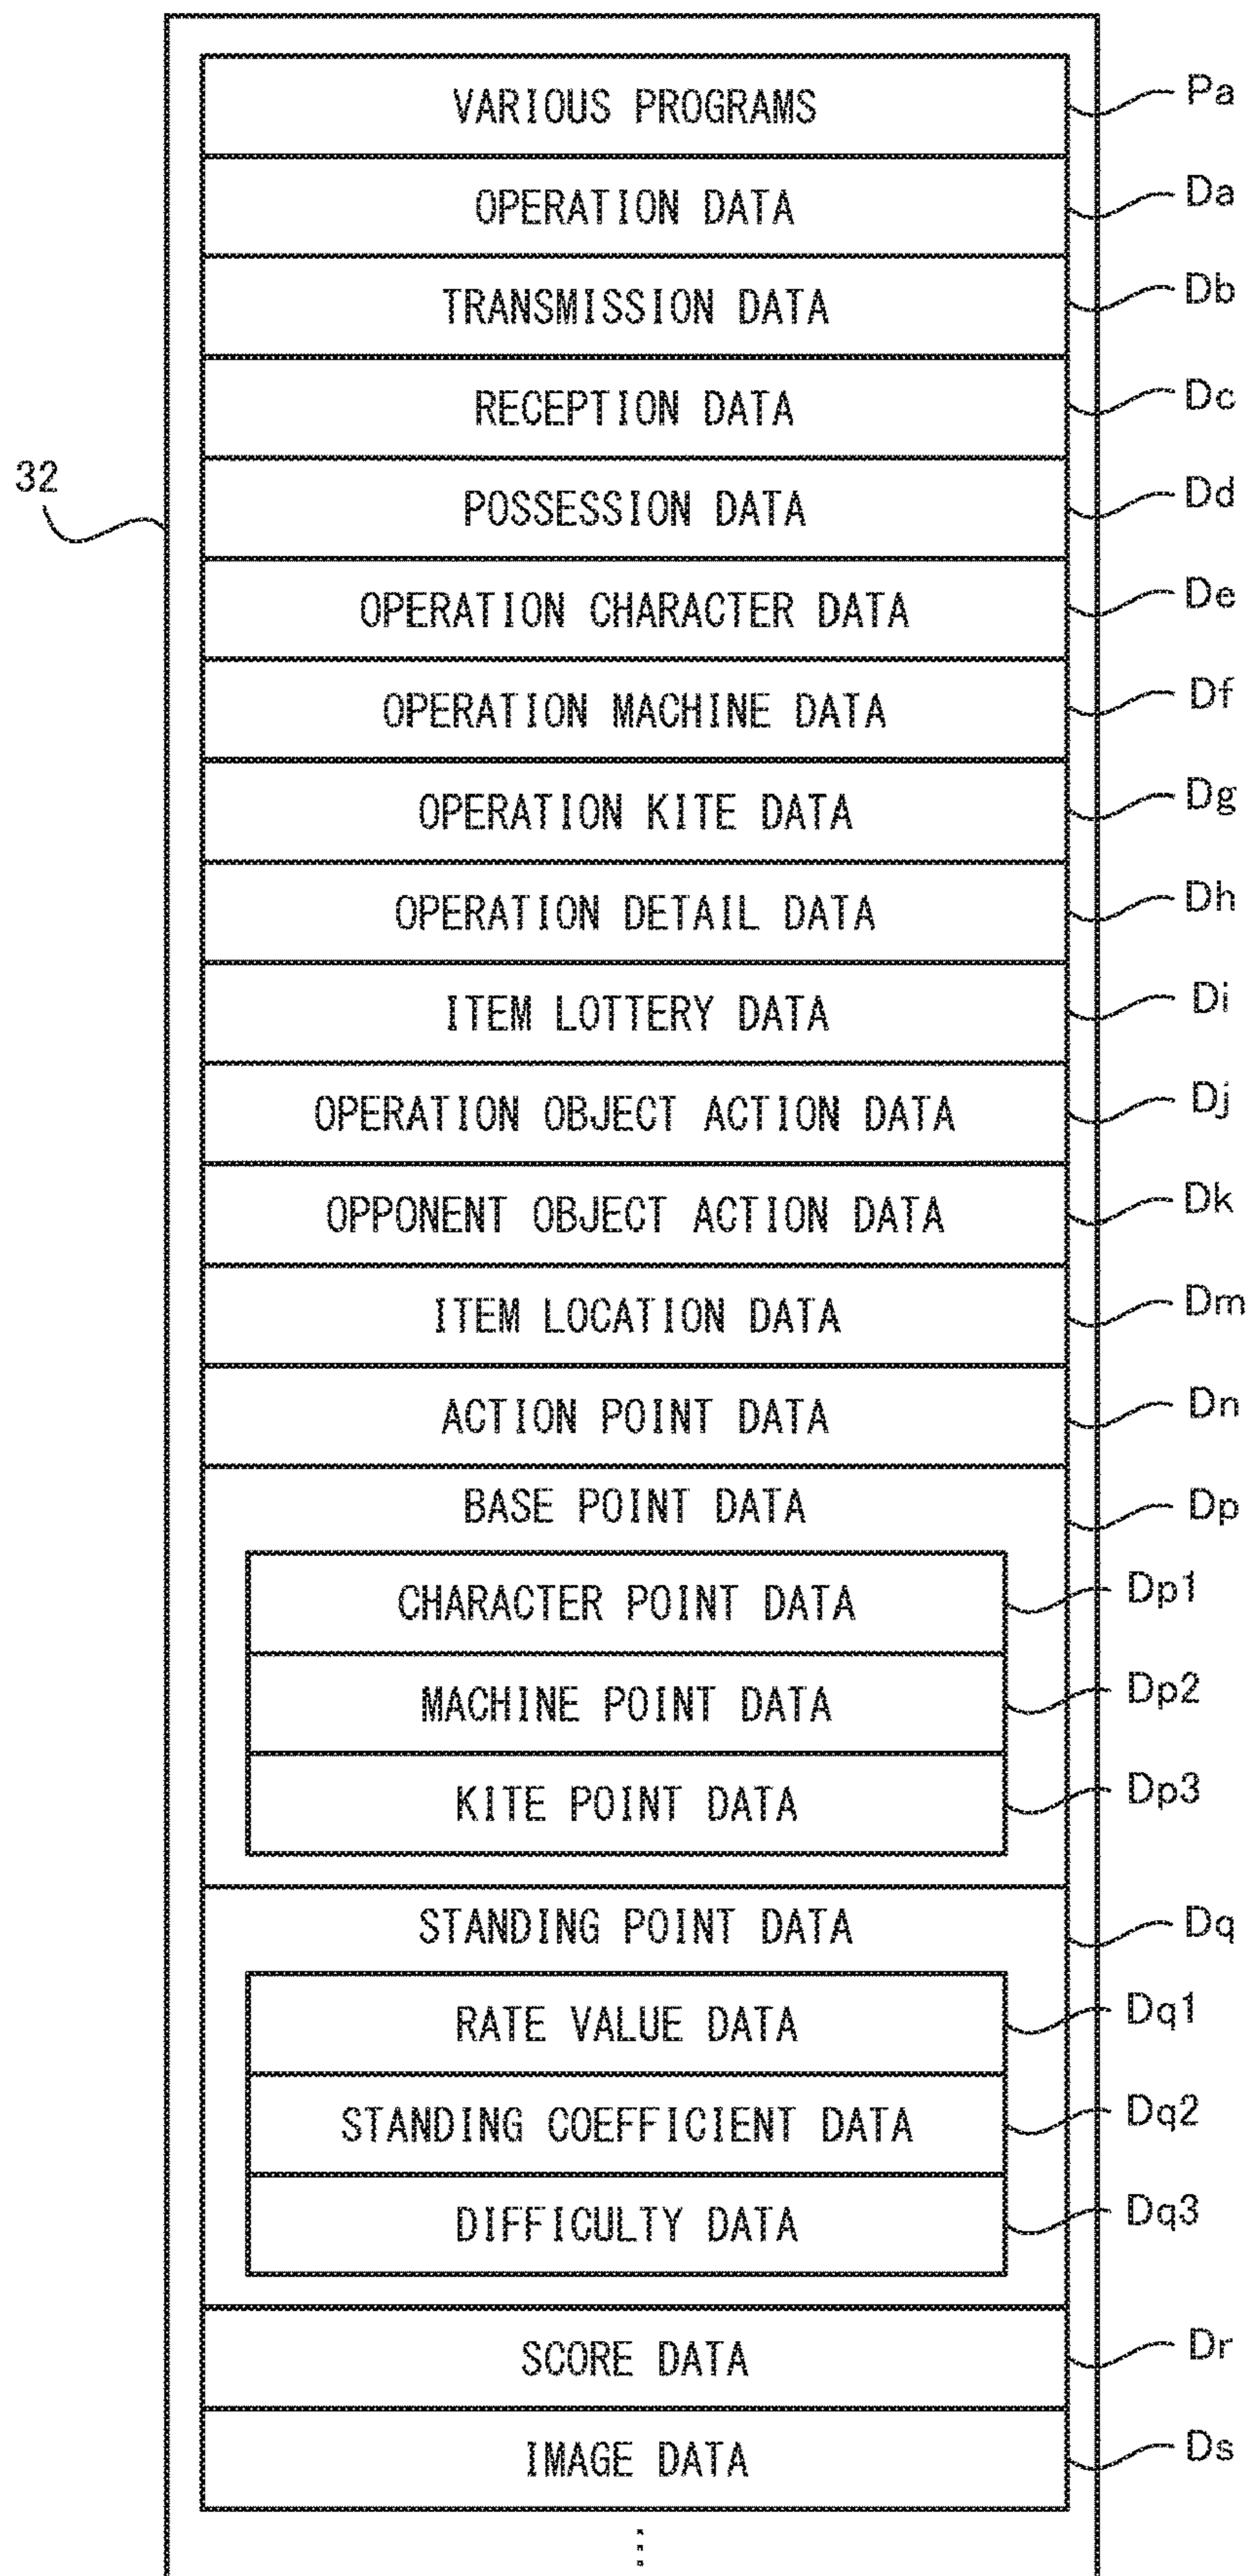 VARIOUS PROGRAMS Pa
OPERATION DATA Da
TRANSMISSION DATA Db
RECEPTION DATA Dc
32
POSSESSION DATA Dd
OPERATION CHARACTER DATA De
OPERATION MACHINE DATA Df
OPERATION KITE DATA Dg
OPERATION DETAIL DATA Dh
ITEM LOTTERY DATA Di
OPERATION OBJECT ACTION DATA Dj
OPPONENT OBJECT ACTION DATA Dk
ITEM LOCATION DATA Dm
ACTION POINT DATA Dn
BASE POINT DATA Dp
CHARACTER POINT DATA Dp1
MACHINE POINT DATA Dp2
KITE POINT DATA Dp3
STANDING POINT DATA Dq
RATE VALUE DATA Dq1
STANDING COEFFICIENT DATA Dq2
DIFFICULTY DATA Dq3
SCORE DATA Dr
IMAGE DATA Ds